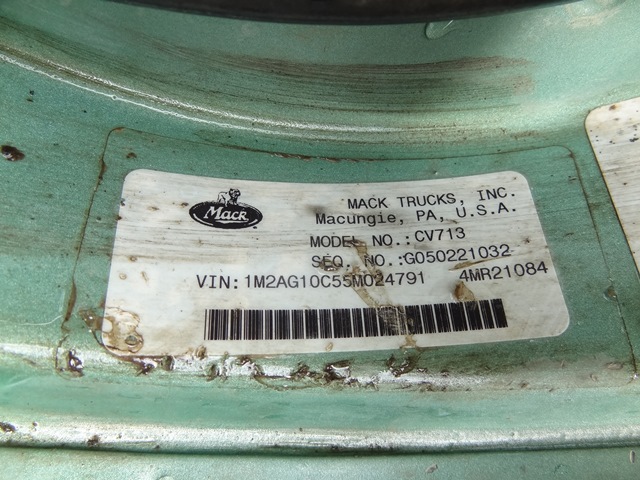 Mack
MACK TRUCKS, INC.
Macungie, PA, U.S.A.
MODEL NO.:CV713
SEQ. NO.:G050221032
VIN:1M2AG10C55M024791 4MR21084